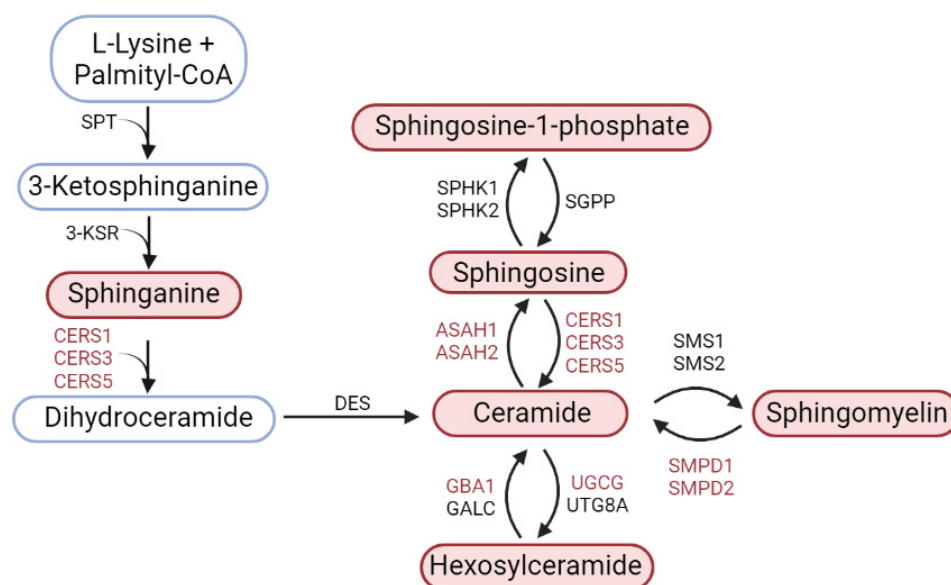 L-Lysine +
Palmityl-CoA
SPT
3-Ketosphinganine
3-KSR
Sphinganine
CERS1
CERS3
CERS5
Dihydroceramide
DES
Sphingosine-1-phosphate
SPHK1
SPHK2
SGPP
Sphingosine
ASAH1
ASAH2
CERS1
CERS3
CERS5
Ceramide
SMS1
SMS2
Sphingomyelin
SMPD1
SMPD2
GBA1
GALC
UGCG
UTG8A
Hexosylceramide